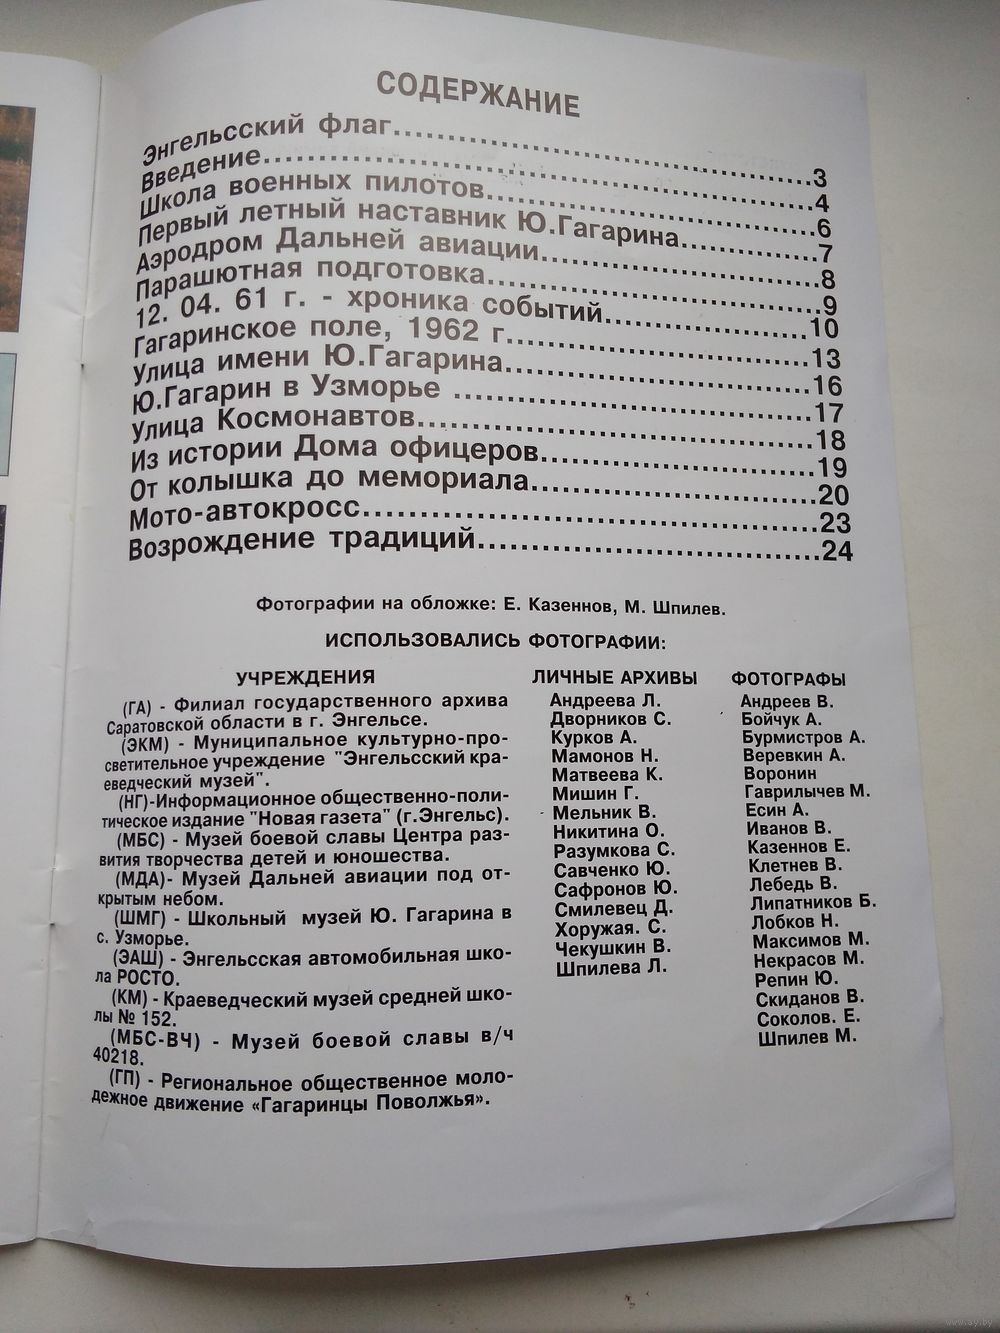 СОДЕРЖАНИЕ
Энгельсский флаг..........3
Введение..........4
Школа военных пилотов..........6
Первый летный наставник Ю.Гагарина..........7
Аэродром Дальней авиации..........8
Парашютная подготовка..........9
12. 04. 61 г. - хроника событий..........10
Гагаринское поле, 1962 г..........13
Улица имени Ю.Гагарина..........16
Ю.Гагарин в Узморье ..........17
Улица Космонавтов..........18
Из истории Дома офицеров..........19
От колышка до мемориала..........20
Мото-автокросс..........23
Возрождение традиций..........24
Фотографии на обложке: Е. Казеннов, М. Шпилев.
ИСПОЛЬЗОВАЛИСЬ ФОТОГРАФИИ:
УЧРЕЖДЕНИЯ
(ГА) - Филиал государственного архива
Саратовской области в г. Энгельсе.
(ЭКМ) - Муниципальное культурно-про-
светительное учреждение "Энгельсский кра-
еведческий музей".
(НГ)-Информационное общественно-поли-
тическое издание "Новая газета" (г.Энгельс).
(МБС) - Музей боевой славы Центра раз-
вития творчества детей и юношества.
(МДА)- Музей Дальней авиации под от-
крытым небом.
(ШМГ) - Школьный музей Ю. Гагарина в
с. Узморье.
(ЭАШ) - Энгельсская автомобильная шко-
ла РОСТО.
(КМ) - Краеведческий музей средней шко-
лы № 152.
(МБС-ВЧ) - Музей боевой славы в/ч
40218.
(ГП) - Региональное общественное моло-
дежное движение «Гагаринцы Поволжья».
ЛИЧНЫЕ АРХИВЫ
Андреева Л.
Дворников С.
Курков А.
Мамонов Н.
Матвеева К.
Мишин Г.
Мельник В.
Никитина О.
Разумкова С.
Савченко Ю.
Сафронов Ю.
Смилевец Д.
Хоружая. С.
Чекушкин В.
Шпилева Л.
ФОТОГРАФЫ
Андреев В.
Бойчук А.
Бурмистров А.
Веревкин А.
Воронин
Гаврилычев М.
Есин А.
Иванов В.
Казеннов Е.
Клетнев В.
Лебедь В.
Липатников Б.
Лобков Н.
Максимов М.
Некрасов М.
Репин Ю.
Скиданов В.
Соколов. Е.
Шпилев М.
www.ay.by